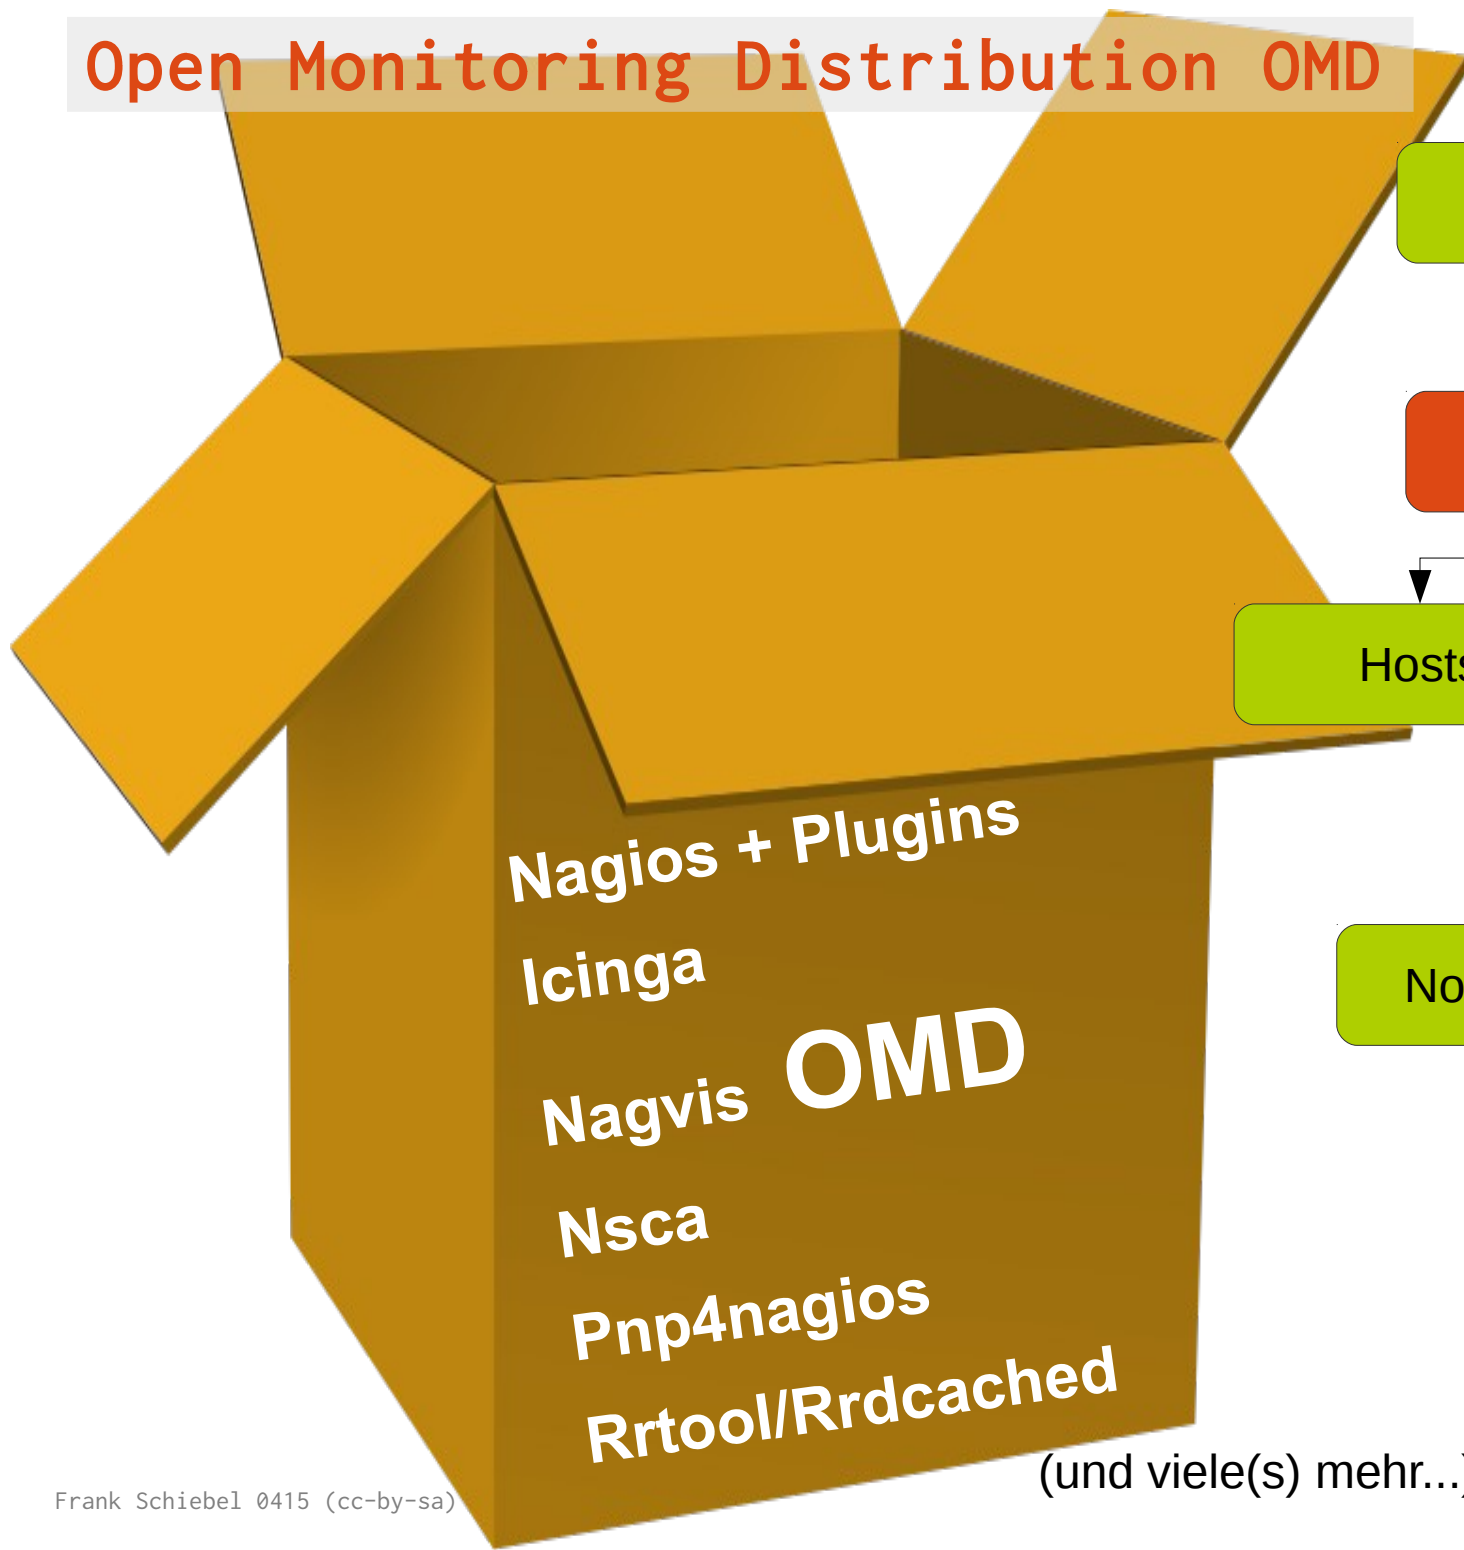 Open Monitoring Distribution OMD
Hosts
No
Nagios + Plugins
Icinga
OMD
Nagvis
Nsca
Pnp4nagios
Rrtool/Rrdcached
(und viele(s) mehr...)
Frank Schiebel 0415 (cc-by-sa)